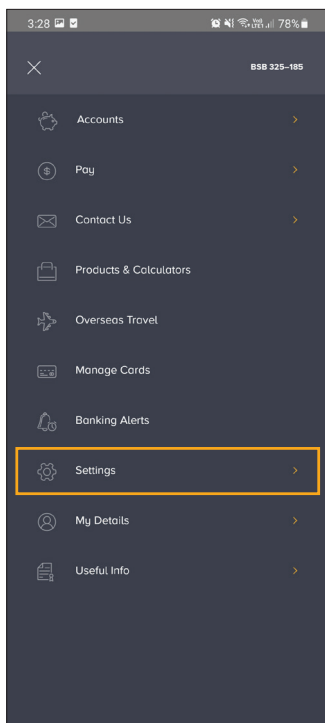 3:28 78%
BSB 325–185
Accounts
Pay
Contact Us
Products & Calculators
Overseas Travel
Manage Cards
Banking Alerts
Settings
My Details
Useful Info